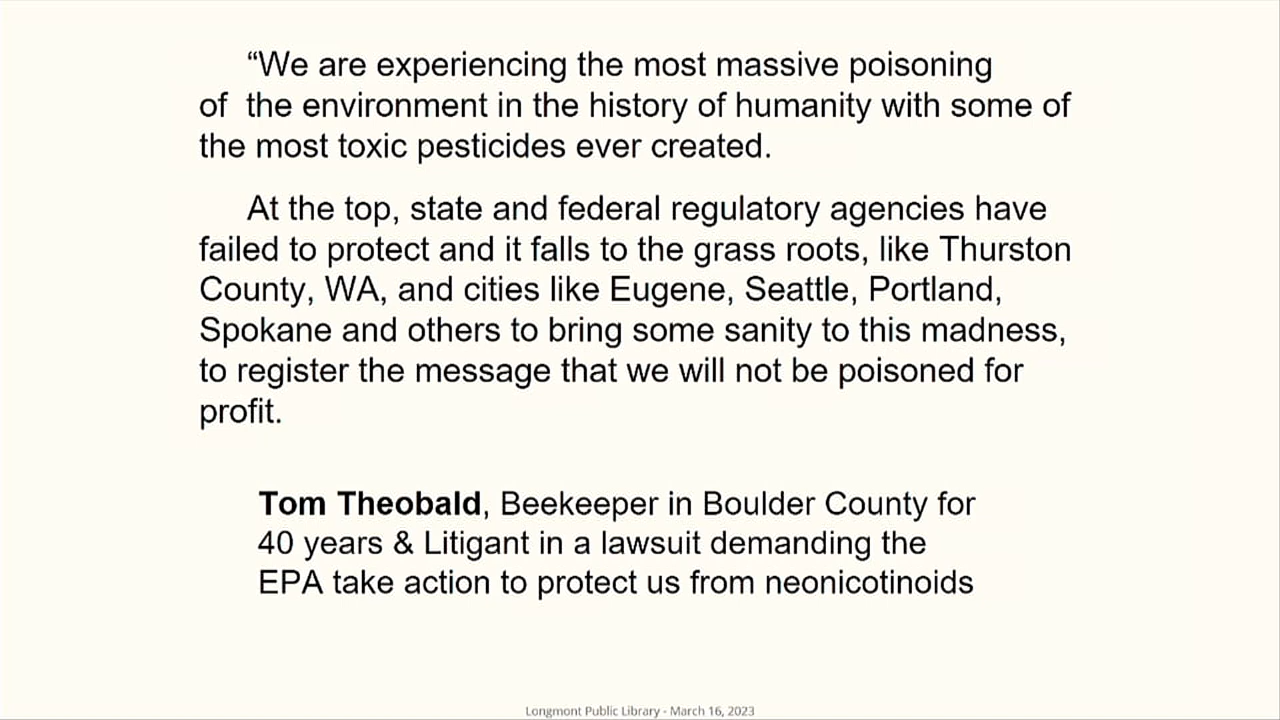 “We are experiencing the most massive poisoning
of  the environment in the history of humanity with some of
the most toxic pesticides ever created.
At the top, state and federal regulatory agencies have
failed to protect and it falls to the grass roots, like Thurston
County, WA, and cities like Eugene, Seattle, Portland,
Spokane and others to bring some sanity to this madness,
to register the message that we will not be poisoned for
profit.
Tom Theobald, Beekeeper in Boulder County for
40 years & Litigant in a lawsuit demanding the
EPA take action to protect us from neonicotinoids
Longmont Public Library - March 16, 2023